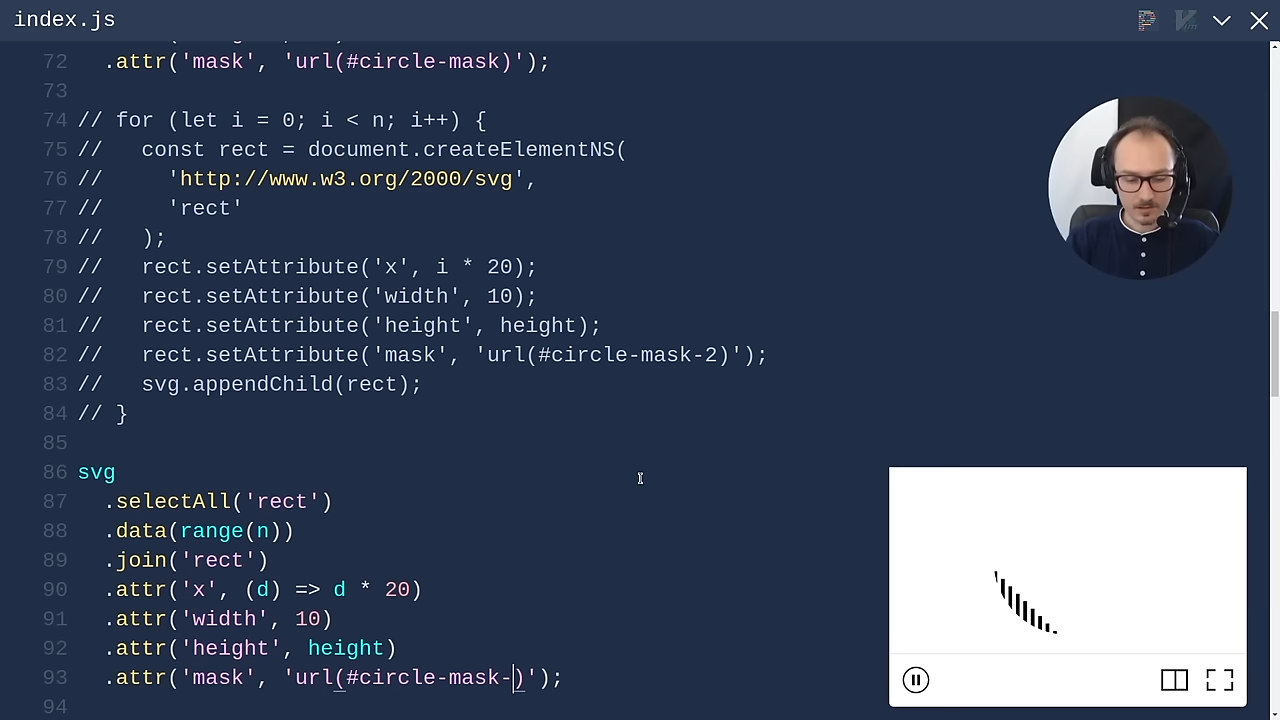 index.js
72 .attr('mask', 'url(#circle-mask)');
73
74 // for (let i = 0; i < n; i++) {
75 //   const rect = document.createElementNS(
76 //     'http://www.w3.org/2000/svg',
77 //     'rect'
78 //   );
79 //   rect.setAttribute('x', i * 20);
80 //   rect.setAttribute('width', 10);
81 //   rect.setAttribute('height', height);
82 //   rect.setAttribute('mask', 'url(#circle-mask-2)');
83 //   svg.appendChild(rect);
84 // }
85
86 svg
87   .selectAll('rect')
88   .data(range(n))
89   .join('rect')
90   .attr('x', (d) => d * 20)
91   .attr('width', 10)
92   .attr('height', height)
93   .attr('mask', 'url(#circle-mask-)');
94